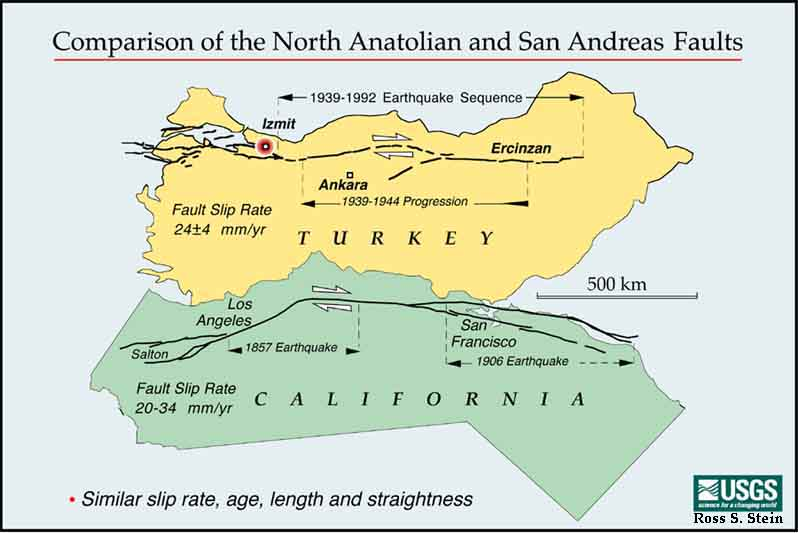 Comparison of the North Anatolian and San Andreas Faults
1939-1992 Earthquake Sequence
Izmit
Ercinzan
Ankara
1939-1944 Progression
Fault Slip Rate
24±4 mm/yr
TURKEY
500 km
Los
Angeles
San
Francisco
Salton
1857 Earthquake
1906 Earthquake
Fault Slip Rate
20-34 mm/yr
CALIFORNIA
• Similar slip rate, age, length and straightness
USGS
science for a changing world
Ross S. Stein